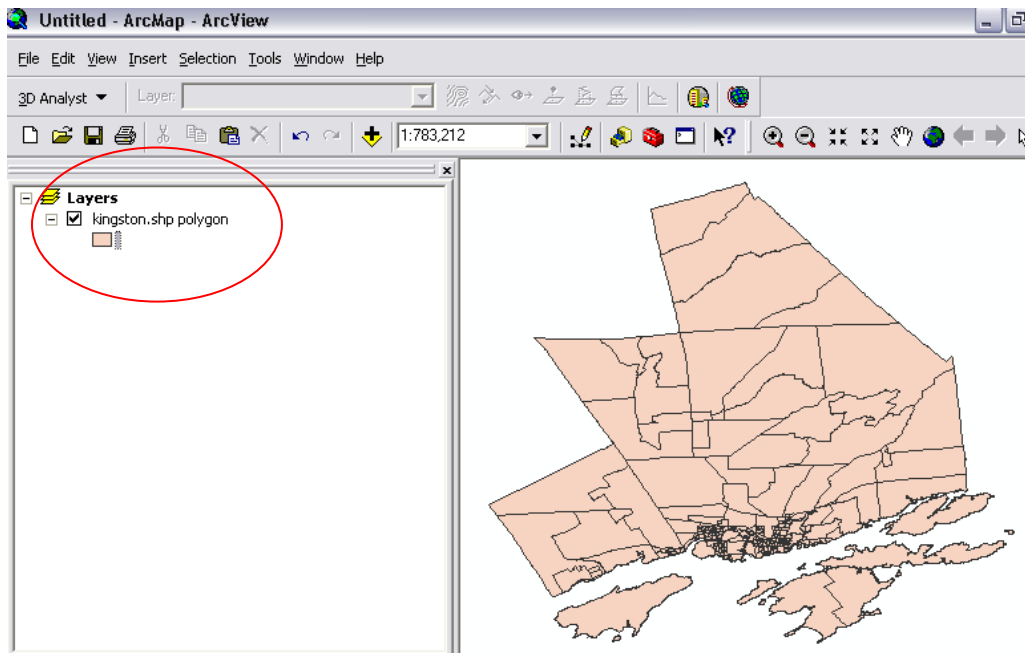 Untitled - ArcMap - ArcView
File Edit View Insert Selection Tools Window Help
3D Analyst Layer:
1:783,212
Layers
kingston.shp polygon